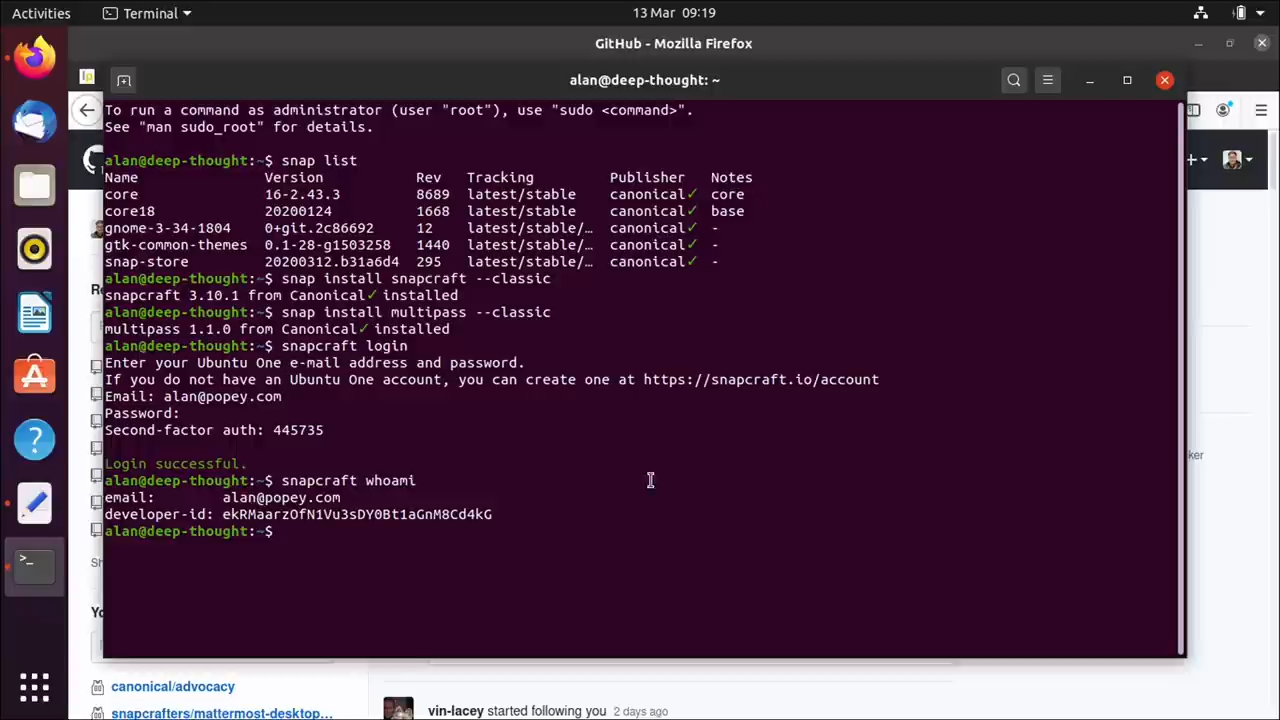 Activities
Terminal
13 Mar 09:19
GitHub - Mozilla Firefox
alan@deep-thought: ~
To run a command as administrator (user "root"), use "sudo <command>".
See "man sudo_root" for details.
alan@deep-thought:~$ snap list
Name Version Rev Tracking Publisher Notes
core 16-2.43.3 8689 latest/stable canonical✓ core
core18 20200124 1668 latest/stable canonical✓ base
gnome-3-34-1804 0+git.2c86692 12 latest/stable/… canonical✓ -
gtk-common-themes 0.1-28-g1503258 1440 latest/stable/… canonical✓ -
snap-store 20200312.b31a6d4 295 latest/stable/… canonical✓ -
alan@deep-thought:~$ snap install snapcraft --classic
snapcraft 3.10.1 from Canonical✓ installed
alan@deep-thought:~$ snap install multipass --classic
multipass 1.1.0 from Canonical✓ installed
alan@deep-thought:~$ snapcraft login
Enter your Ubuntu One e-mail address and password.
If you do not have an Ubuntu One account, you can create one at https://snapcraft.io/account
Email: alan@popey.com
Password:
Second-factor auth: 445735
Login successful.
alan@deep-thought:~$ snapcraft whoami
email: alan@popey.com
developer-id: ekRMaarzOfN1Vu3sDY0Bt1aGnM8Cd4kG
alan@deep-thought:~$
canonical/advocacy
snapcrafters/mattermost-desktop…
vin-lacey started following you 2 days ago